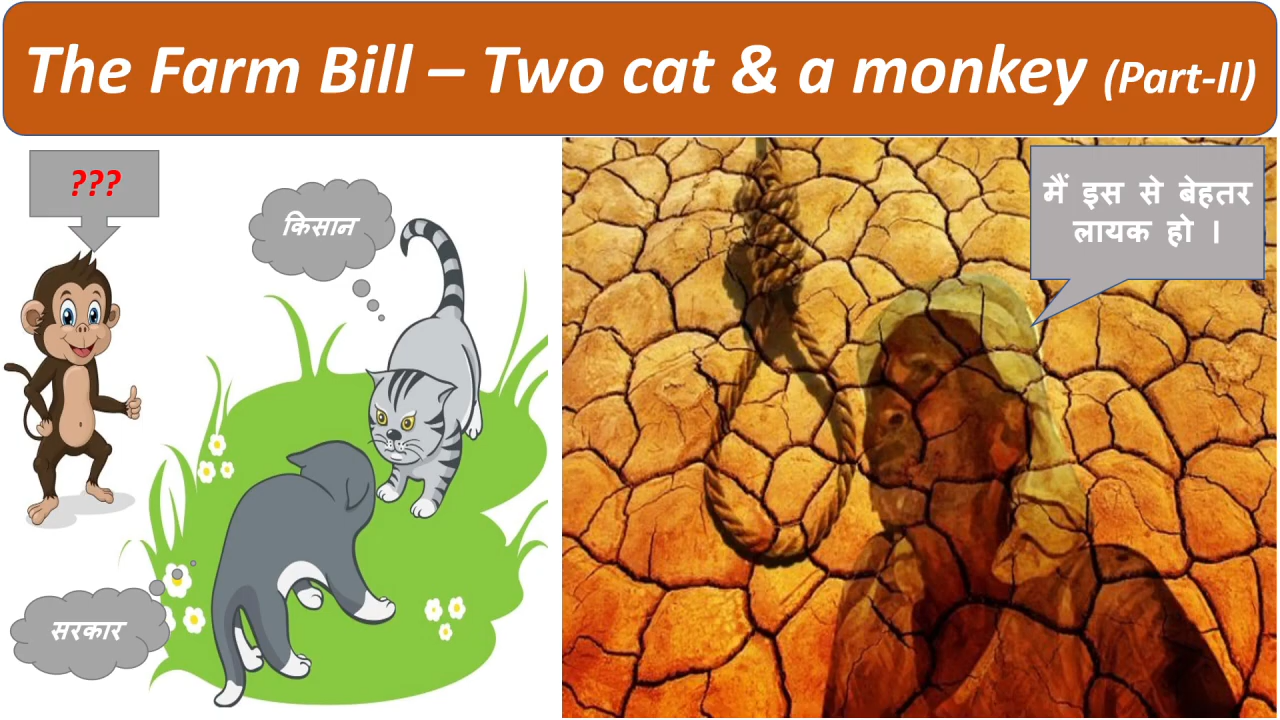 The Farm Bill – Two cat & a monkey (Part-II)
???
किसान
सरकार
मैं इस से बेहतर
लायक हो ।